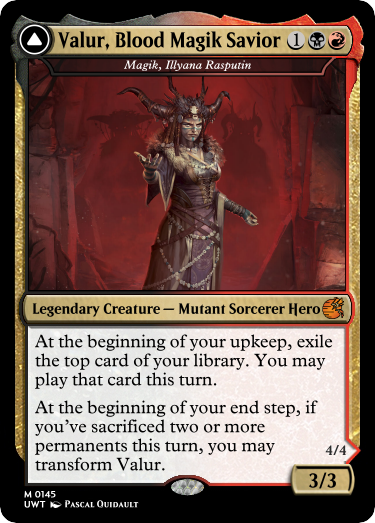 Valur, Blood Magik Savior 1
Magik, Illyana Rasputin
Legendary Creature — Mutant Sorcerer Hero
At the beginning of your upkeep, exile
the top card of your library. You may
play that card this turn.
At the beginning of your end step, if
you've sacrificed two or more
permanents this turn, you may
transform Valur.
4/4
3/3
M 0145
UWT Pascal Quidault